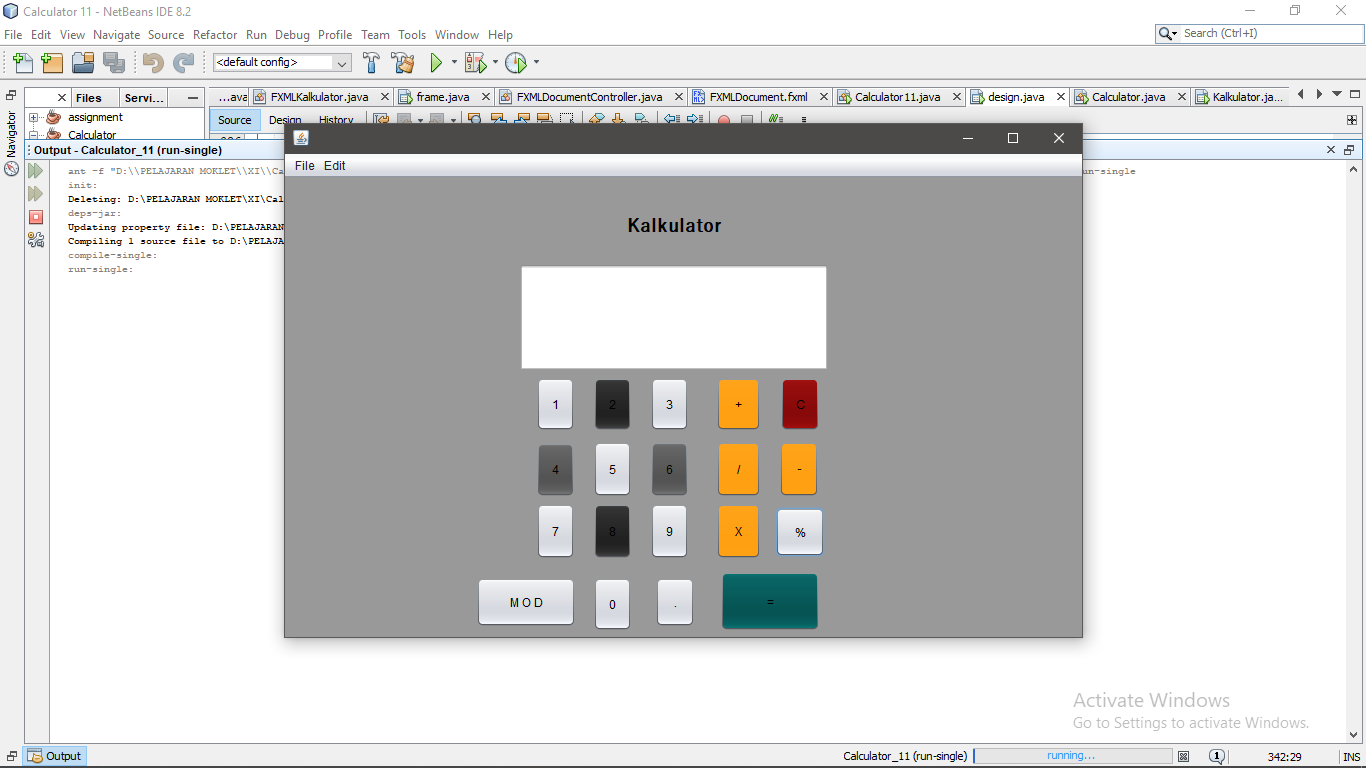 Calculator 11 - NetBeans IDE 8.2
File Edit View Navigate Source Refactor Run Debug Profile Team Tools Window Help
Search (Ctrl+I)
<default config>
Files Servi...
...ava FXMLKalkulator.java frame.java FXMLDocumentController.java FXMLDocument.fxml Calculator11.java design.java Calculator.java Kalkulator.ja...
Navigator
assignment
Calculator
Source Design History
Output - Calculator_11 (run-single)
ant -f "D:\\PELAJARAN MOKLET\\XI\\Ca
un-single
init:
Deleting: D:\PELAJARAN MOKLET\XI\Cal
deps-jar:
Updating property file: D:\PELAJARAN
Compiling 1 source file to D:\PELAJA
compile-single:
run-single:
File Edit
Kalkulator
1 2 3 + C
4 5 6 / -
7 8 9 X %
M O D 0 . =
Activate Windows
Go to Settings to activate Windows.
Output
Calculator_11 (run-single) running... 1 342:29 INS